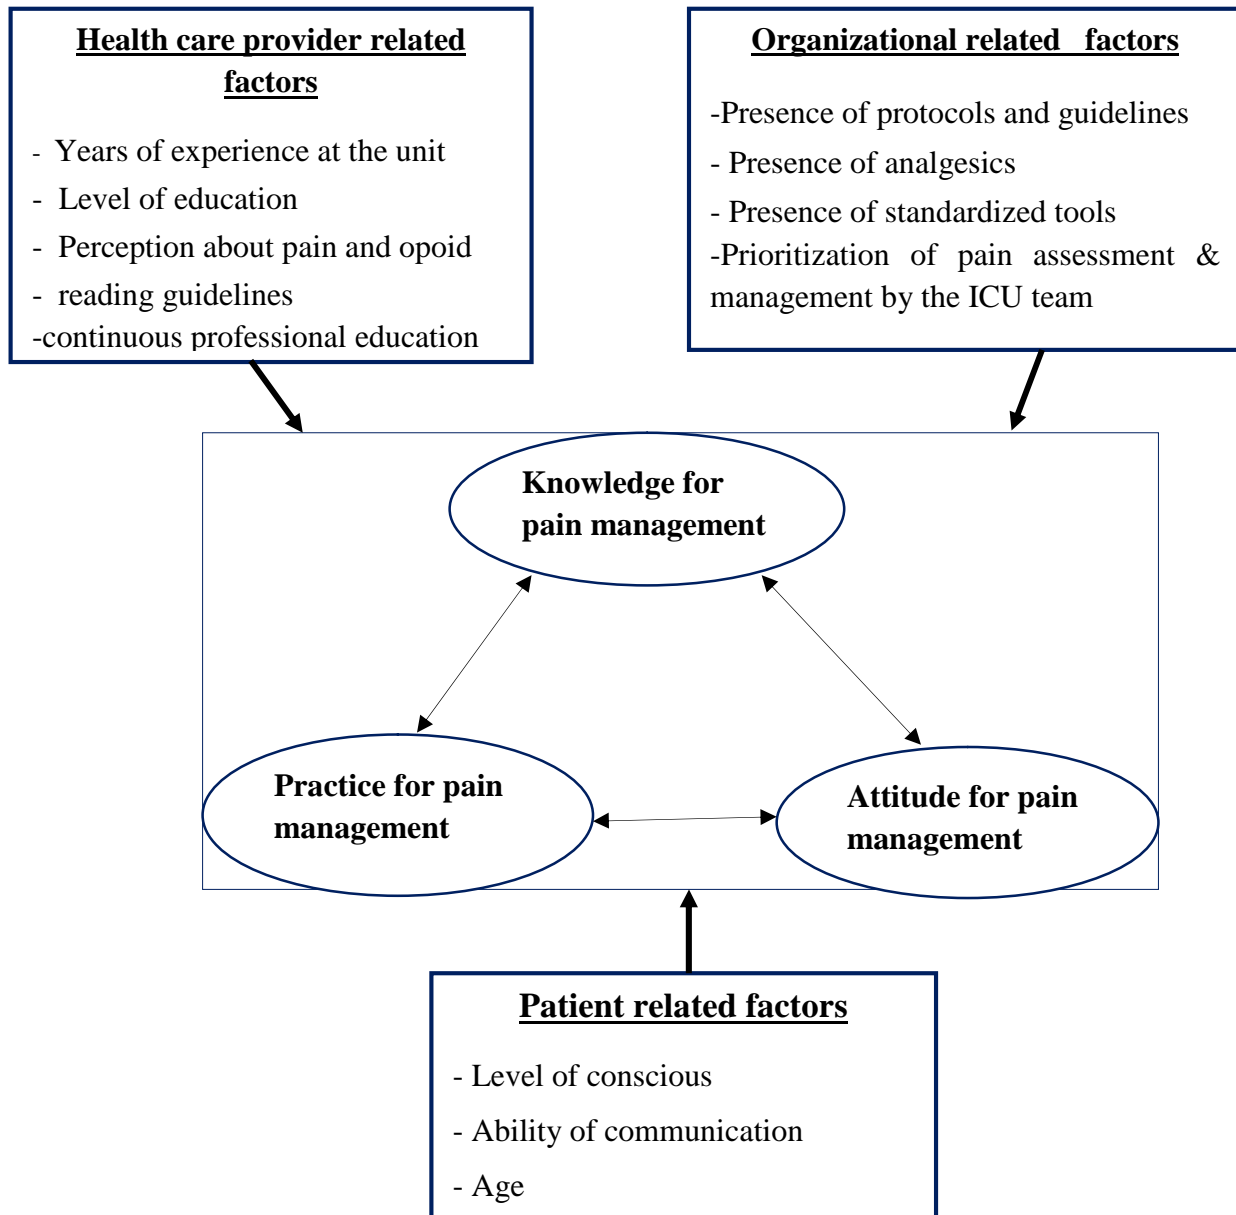 Health care provider related
factors
- Years of experience at the unit
- Level of education
- Perception about pain and opoid
- reading guidelines
-continuous professional education
Organizational related factors
-Presence of protocols and guidelines
- Presence of analgesics
- Presence of standardized tools
-Prioritization of pain assessment &
management by the ICU team
Knowledge for
pain management
Practice for pain
management
Attitude for pain
management
Patient related factors
- Level of conscious
- Ability of communication
- Age